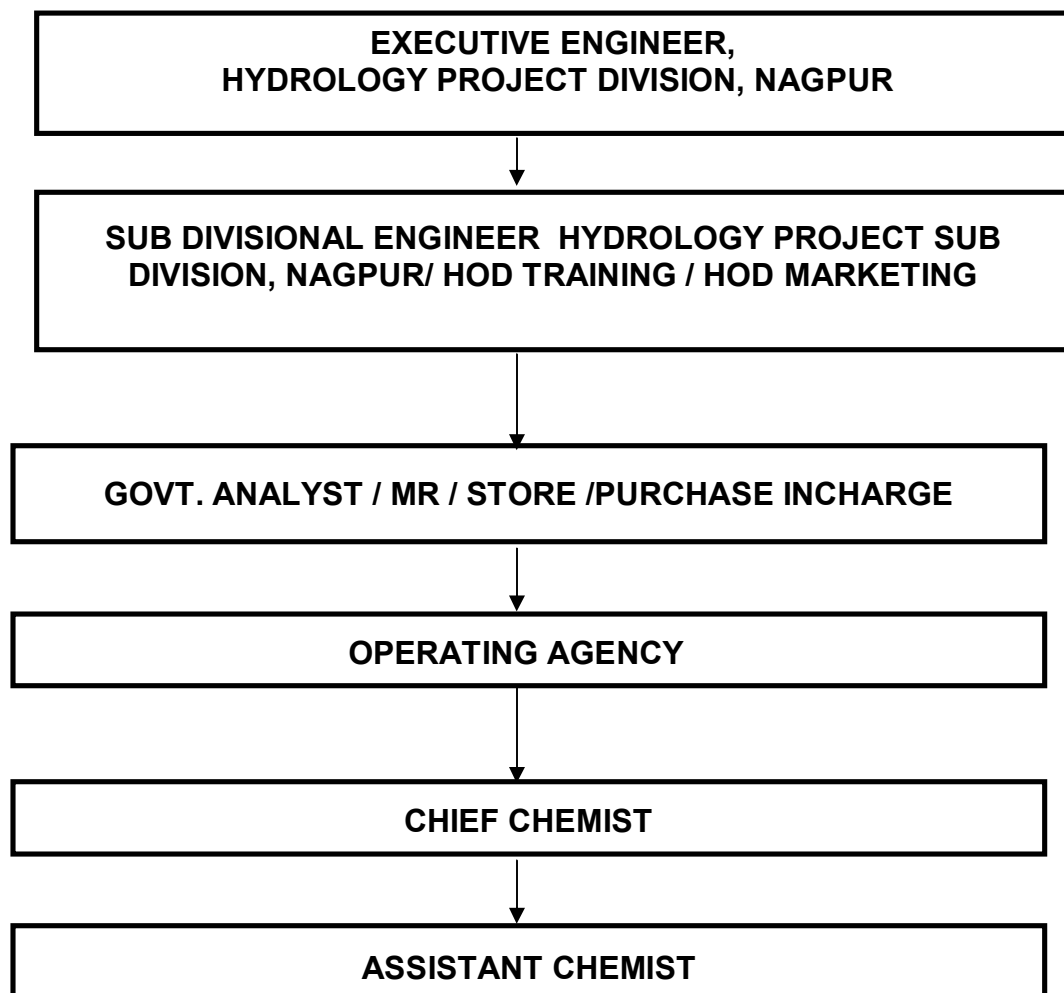 EXECUTIVE ENGINEER,
HYDROLOGY PROJECT DIVISION, NAGPUR
SUB DIVISIONAL ENGINEER HYDROLOGY PROJECT SUB
DIVISION, NAGPUR/ HOD TRAINING / HOD MARKETING
GOVT. ANALYST / MR / STORE /PURCHASE INCHARGE
OPERATING AGENCY
CHIEF CHEMIST
ASSISTANT CHEMIST